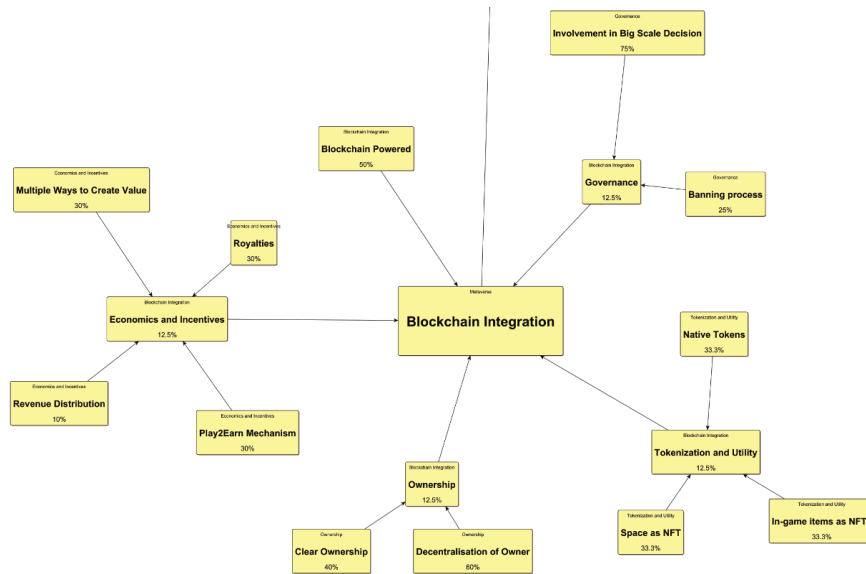 Governance
Involvement in Big Scale Decision
75%
Blockchain Integration
Blockchain Powered
50%
Blockchain Integration
Governance
12.5%
Governance
Banning process
25%
Economics and Incentives
Multiple Ways to Create Value
30%
Economics and Incentives
Royalties
30%
Metaverse
Blockchain Integration
Blockchain Integration
Economics and Incentives
12.5%
Tokenization and Utility
Native Tokens
33.3%
Economics and Incentives
Revenue Distribution
10%
Economics and Incentives
Play2Earn Mechanism
30%
Blockchain Integration
Tokenization and Utility
12.5%
Blockchain Integration
Ownership
12.5%
Tokenization and Utility
Space as NFT
33.3%
Tokenization and Utility
In-game items as NFT
33.3%
Ownership
Clear Ownership
40%
Ownership
Decentralisation of Owner
60%